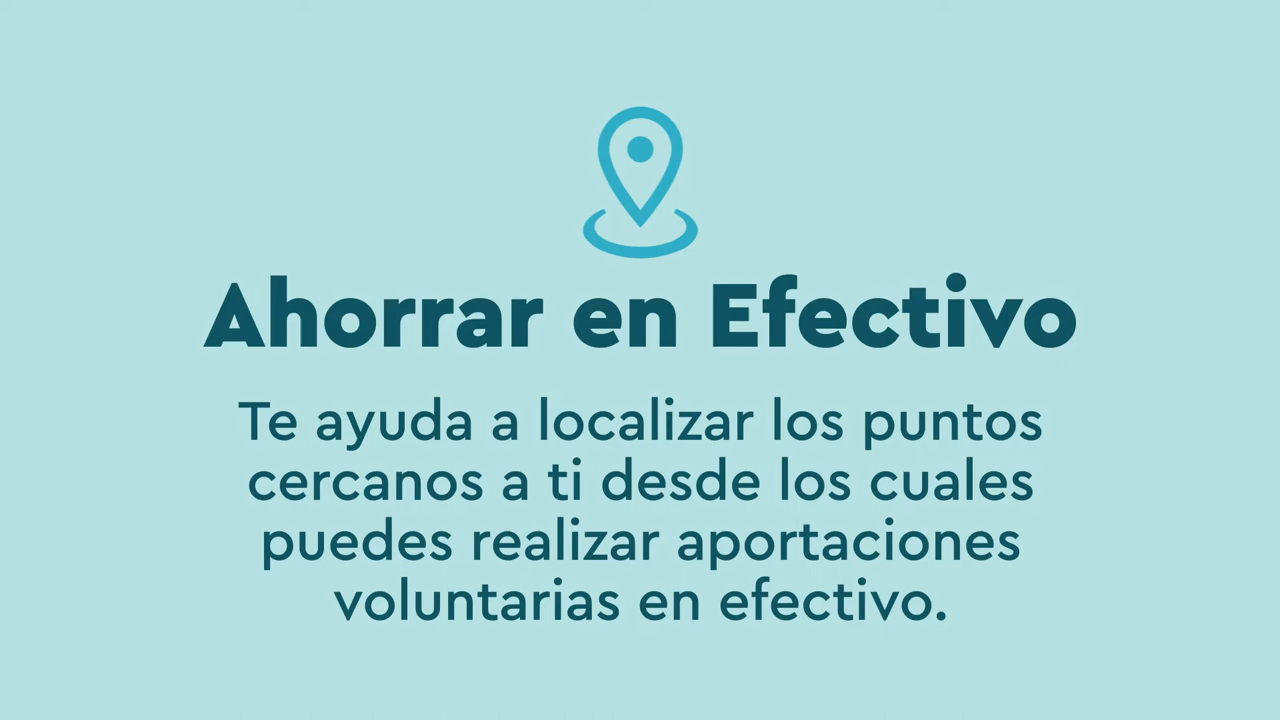 Ahorrar en Efectivo
Te ayuda a localizar los puntos
cercanos a ti desde los cuales
puedes realizar aportaciones
voluntarias en efectivo.